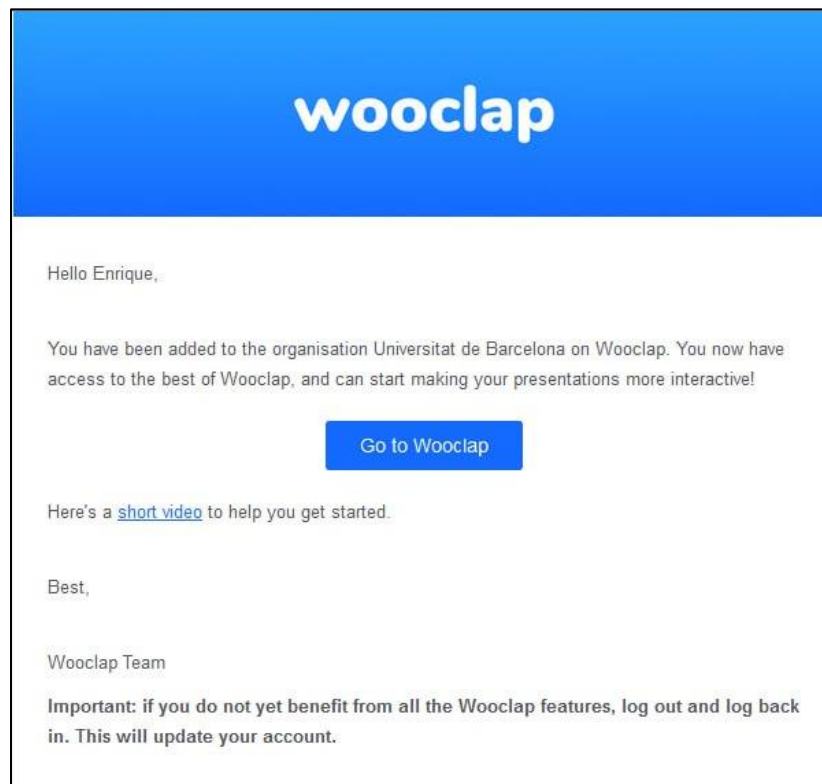 wooclap
Hello Enrique,
You have been added to the organisation Universitat de Barcelona on Wooclap. You now have
access to the best of Wooclap, and can start making your presentations more interactive!
Go to Wooclap
Here's a short video to help you get started.
Best,
Wooclap Team
Important: if you do not yet benefit from all the Wooclap features, log out and log back
in. This will update your account.